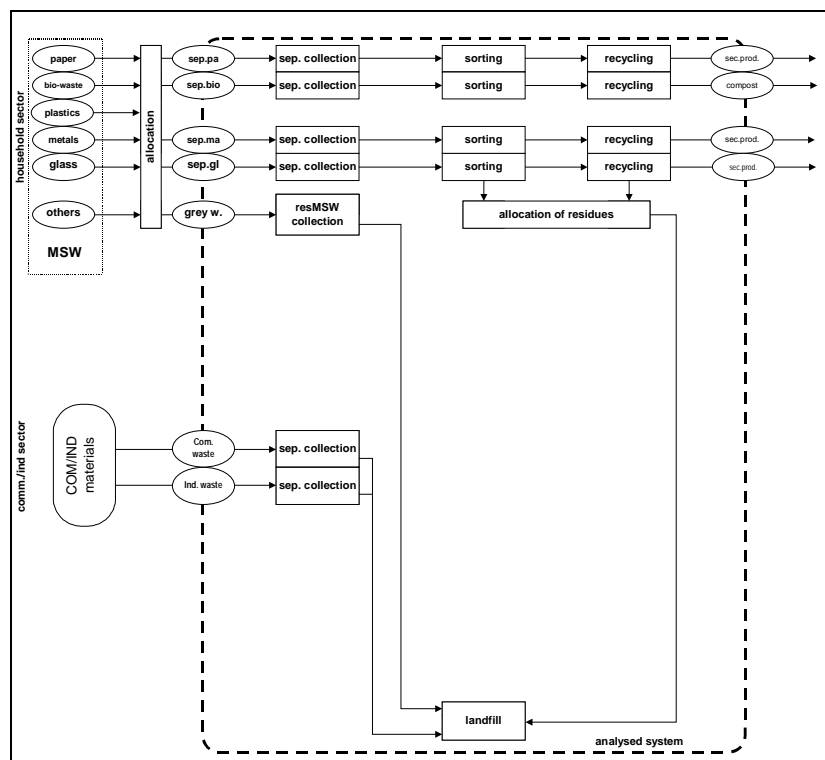 household sector
paper
bio-waste
plastics
metals
glass
others
MSW
allocation
sep.pa
sep. collection
sorting
recycling
sec.prod.
sep.bio
sep. collection
sorting
recycling
compost
sep.ma
sep. collection
sorting
recycling
sec.prod.
sep.gl
sep. collection
sorting
recycling
sec.prod.
grey w.
resMSW
collection
allocation of residues
comm./ind sector
COM/IND
materials
Com.
waste
sep. collection
Ind. waste
sep. collection
landfill
analysed system